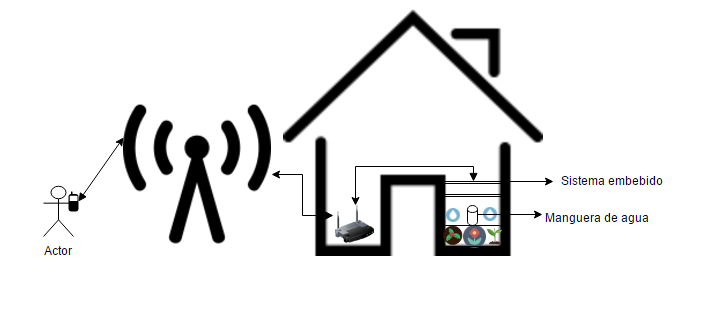 Sistema embebido
Manguera de agua
Actor